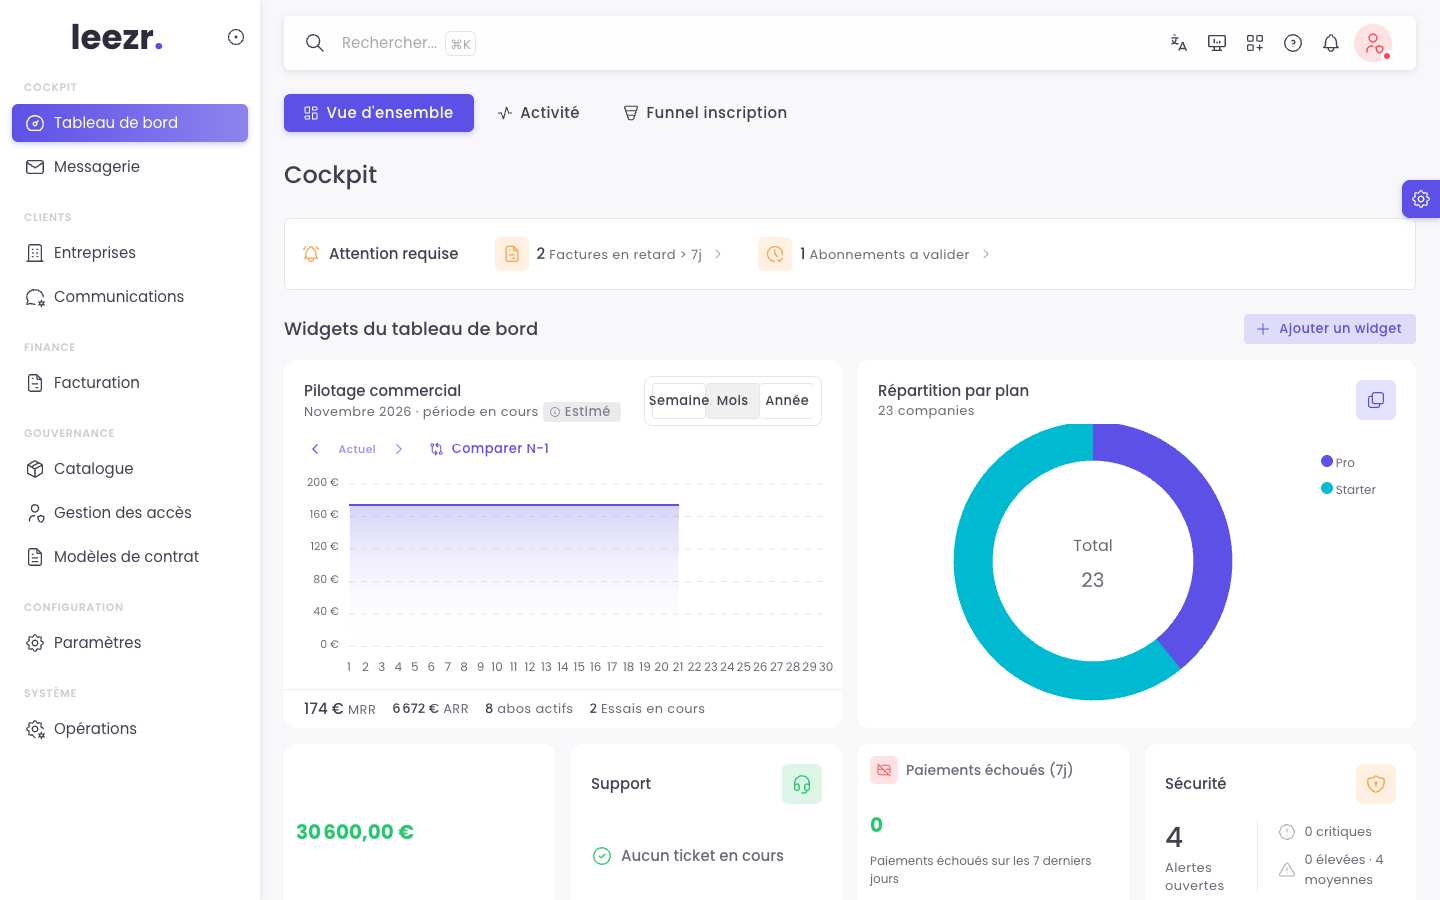 leezr.
COCKPIT
Tableau de bord
Messagerie
CLIENTS
Entreprises
Communications
FINANCE
Facturation
GOUVERNANCE
Catalogue
Gestion des accès
Modèles de contrat
CONFIGURATION
Paramètres
SYSTÈME
Opérations
Rechercher... ⌘K
Vue d'ensemble Activité Funnel inscription
Cockpit
Attention requise 2 Factures en retard > 7j 1 Abonnements a valider
Widgets du tableau de bord
Ajouter un widget
Pilotage commercial
Novembre 2026 · période en cours Estimé
Semaine Mois Année
Actuel Comparer N-1
200 €
160 €
120 €
80 €
40 €
0 €
1 2 3 4 5 6 7 8 9 10 11 12 13 14 15 16 17 18 19 20 21 22 23 24 25 26 27 28 29 30
174 € MRR 6 672 € ARR 8 abos actifs 2 Essais en cours
Répartition par plan
23 companies
Pro
Starter
Total
23
30 600,00 €
Support
Aucun ticket en cours
Paiements échoués (7j)
0
Paiements échoués sur les 7 derniers
jours
Sécurité
4
Alertes
ouvertes
0 critiques
0 élevées · 4
moyennes